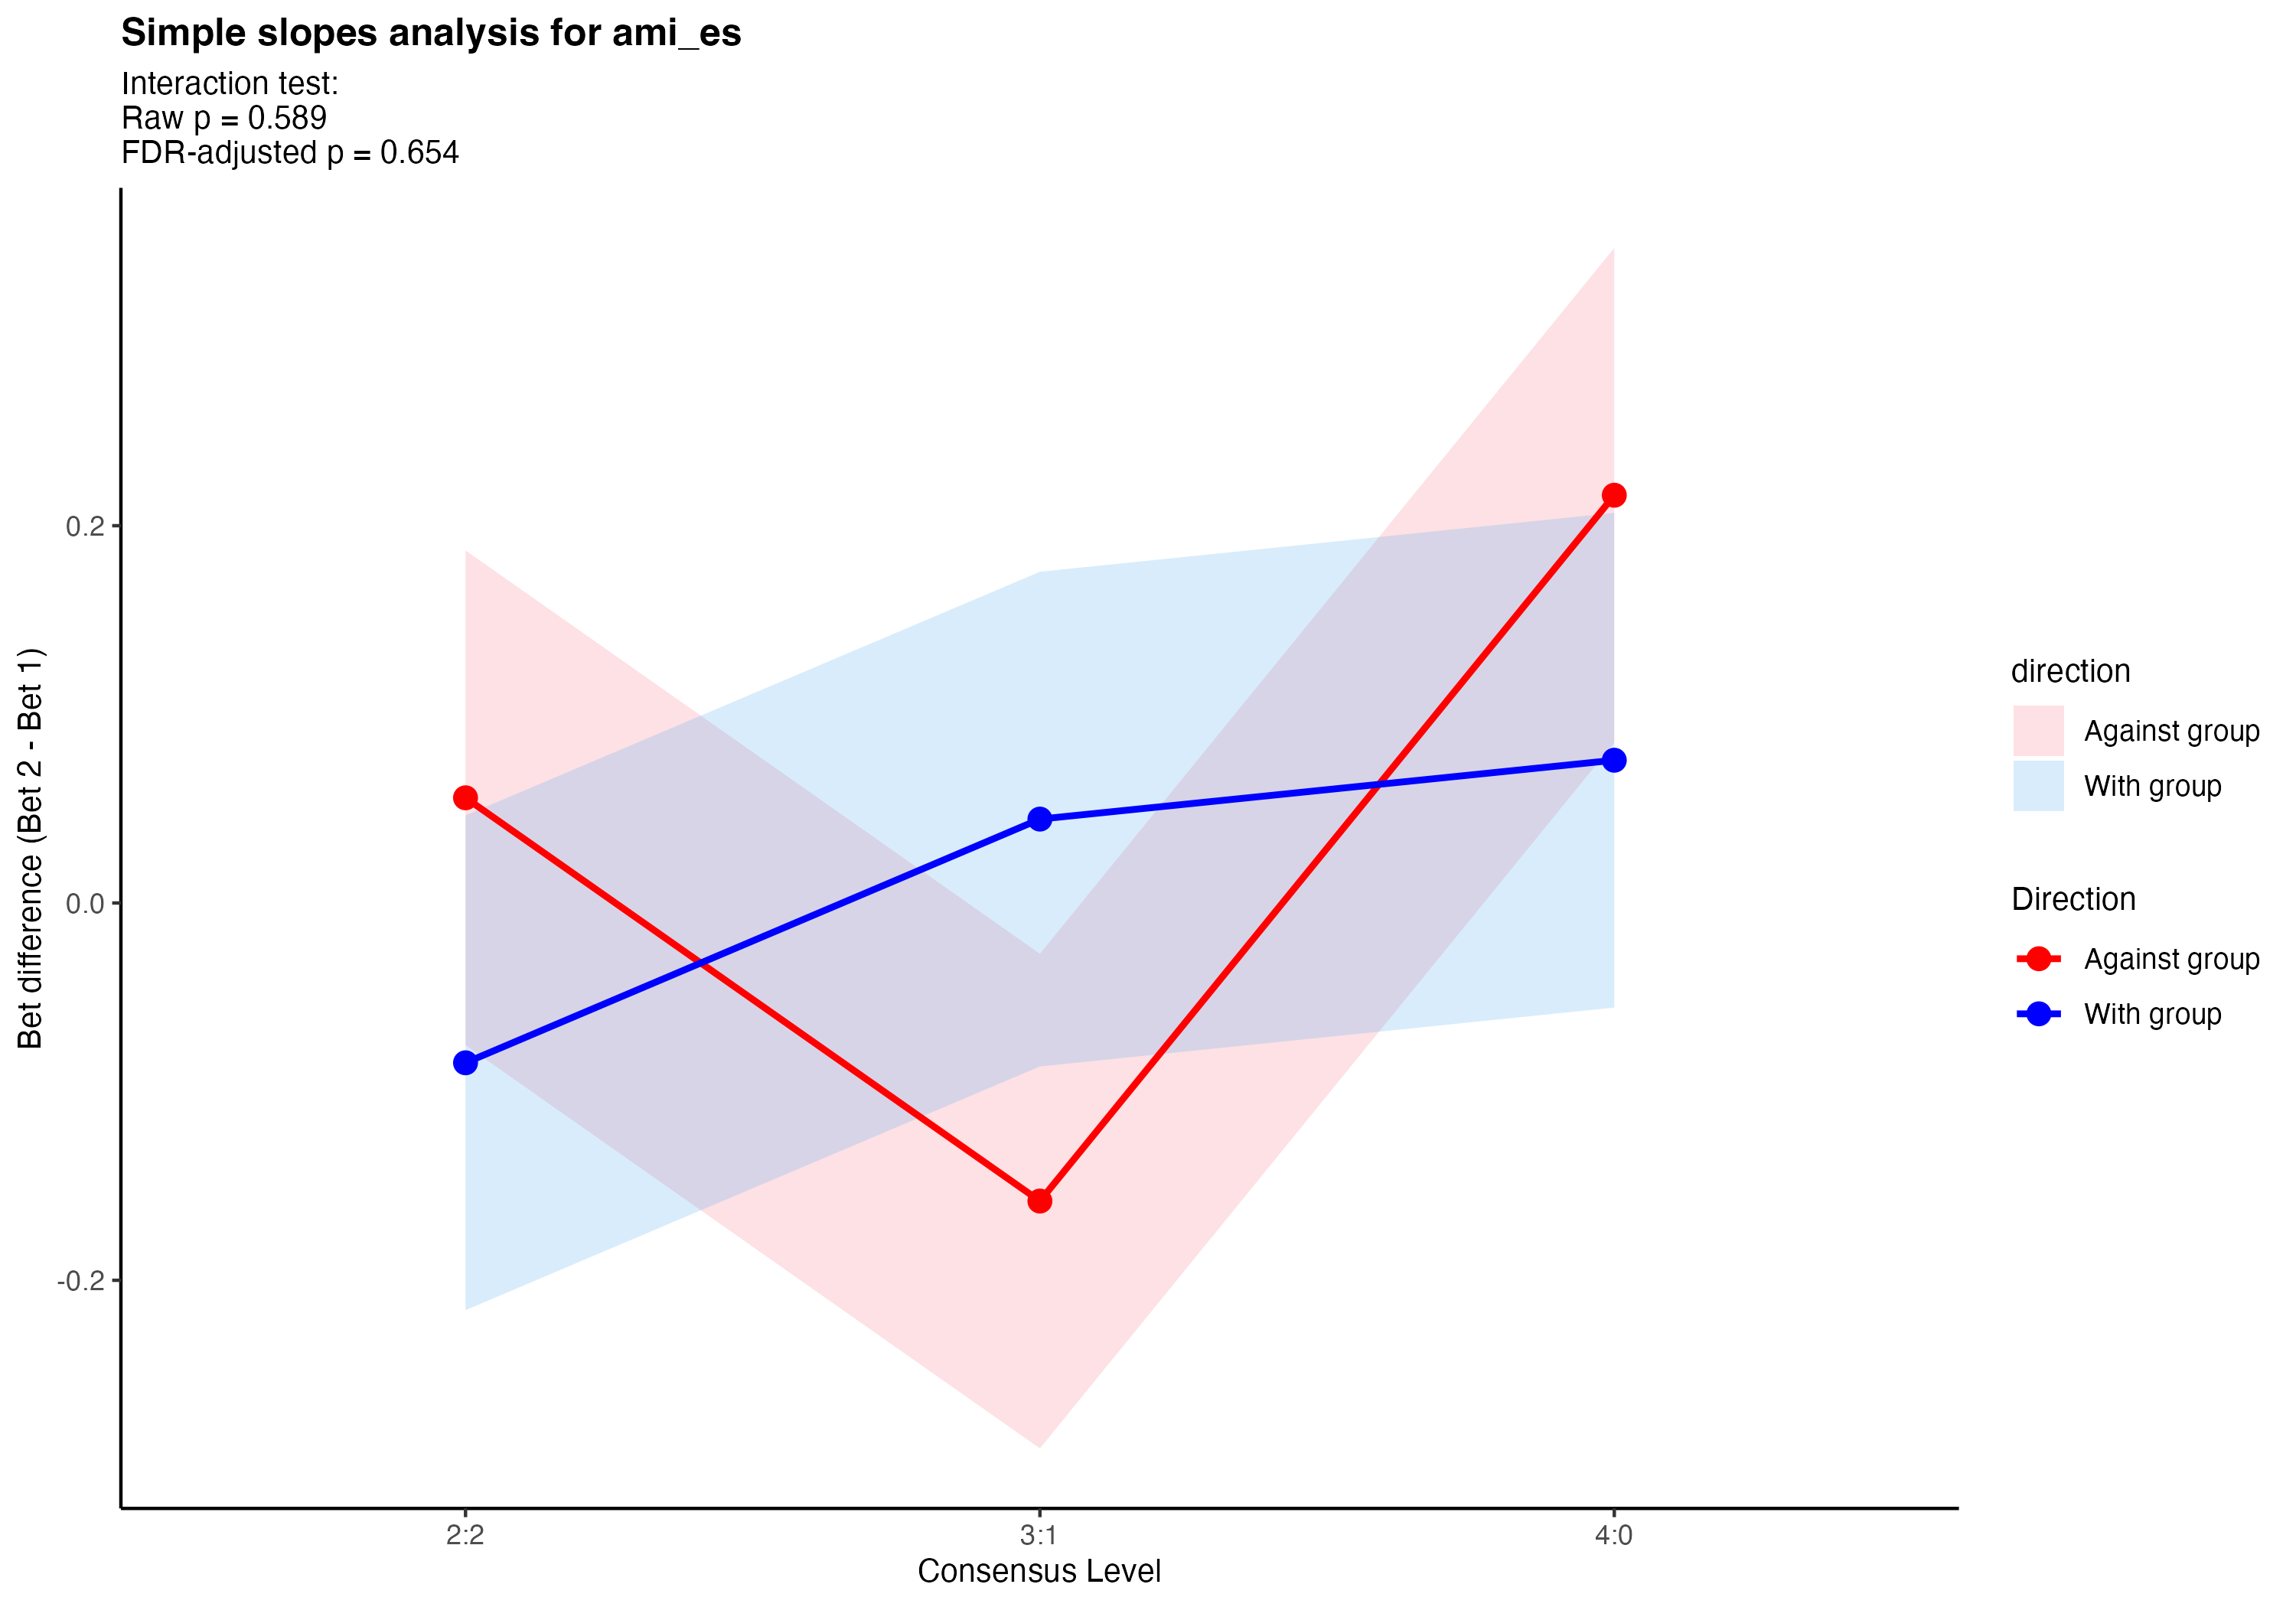 Simple slopes analysis for ami_es
Interaction test:
Raw p = 0.589
FDR-adjusted p = 0.654
Bet difference (Bet 2 - Bet 1)
0.2
0.0
-0.2
2:2
3:1
4:0
Consensus Level
direction
Against group
With group
Direction
Against group
With group